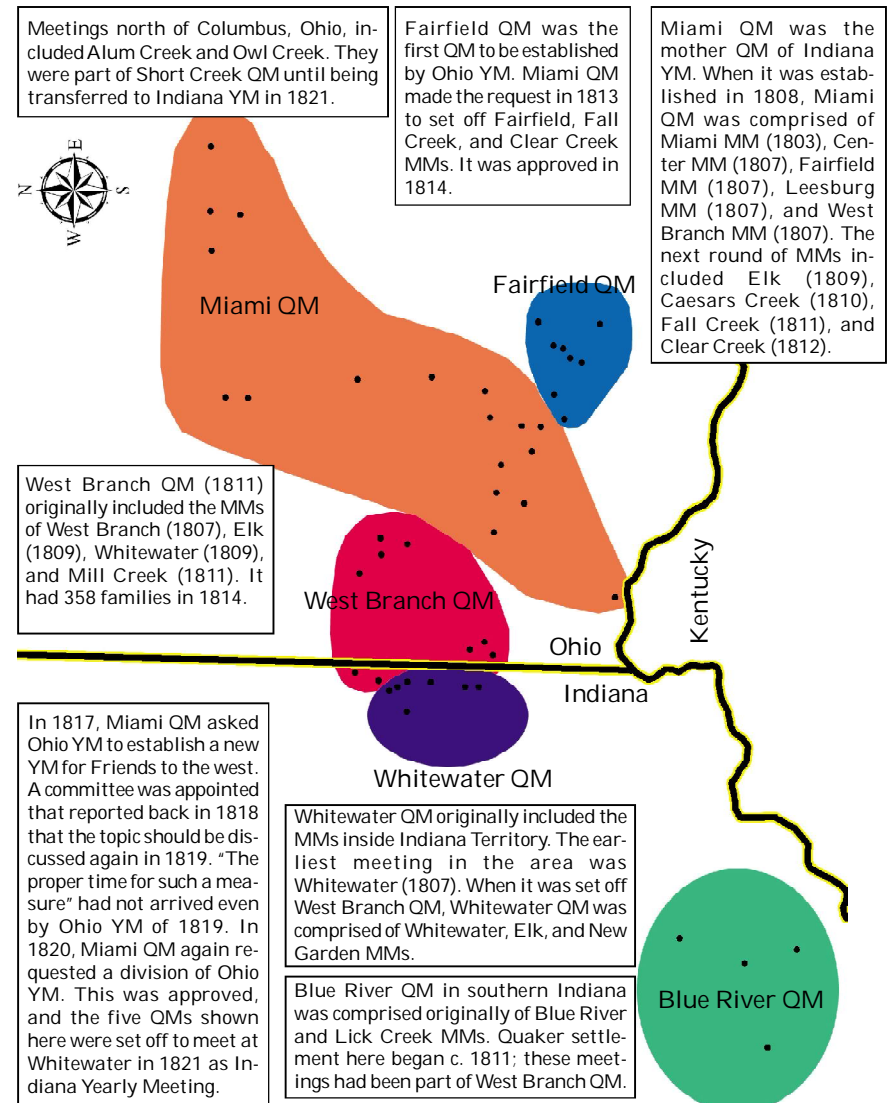 Meetings north of Columbus, Ohio, in-
cluded Alum Creek and Owl Creek. They
were part of Short Creek QM until being
transferred to Indiana YM in 1821.
Fairfield QM was the
first QM to be established
by Ohio YM. Miami QM
made the request in 1813
to set off Fairfield, Fall
Creek, and Clear Creek
MMs. It was approved in
1814.
Miami QM was the
mother QM of Indiana
YM. When it was estab-
lished in 1808, Miami
QM was comprised of
Miami MM (1803), Cen-
ter MM (1807), Fairfield
MM (1807), Leesburg
MM (1807), and West
Branch MM (1807). The
next round of MMs in-
cluded Elk (1809),
Caesars Creek (1810),
Fall Creek (1811), and
Clear Creek (1812).
E
N
S
W
Fairfield QM
Miami QM
West Branch QM (1811)
originally included the MMs
of West Branch (1807), Elk
(1809), Whitewater (1809),
and Mill Creek (1811). It
had 358 families in 1814.
West Branch QM
Kentucky
Ohio
Indiana
Whitewater QM
In 1817, Miami QM asked
Ohio YM to establish a new
YM for Friends to the west.
A committee was appointed
that reported back in 1818
that the topic should be dis-
cussed again in 1819. "The
proper time for such a mea-
sure" had not arrived even
by Ohio YM of 1819. In
1820, Miami QM again re-
quested a division of Ohio
YM. This was approved,
and the five QMs shown
here were set off to meet at
Whitewater in 1821 as In-
diana Yearly Meeting.
Whitewater QM originally included the
MMs inside Indiana Territory. The ear-
liest meeting in the area was
Whitewater (1807). When it was set off
West Branch QM, Whitewater QM was
comprised of Whitewater, Elk, and New
Garden MMs.
Blue River QM in southern Indiana
was comprised originally of Blue River
and Lick Creek MMs. Quaker settle-
ment here began c. 1811; these meet-
ings had been part of West Branch QM.
Blue River QM